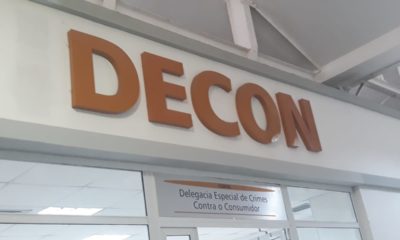 DECON
Delegacia Especial de Crimes
Contra o Consumidor